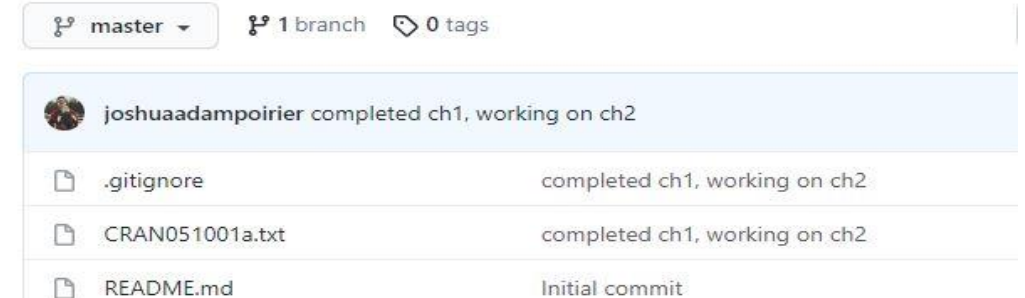 master 1 branch 0 tags
joshuaadampoirier completed ch1, working on ch2
.gitignore completed ch1, working on ch2
CRAN051001a.txt completed ch1, working on ch2
README.md Initial commit